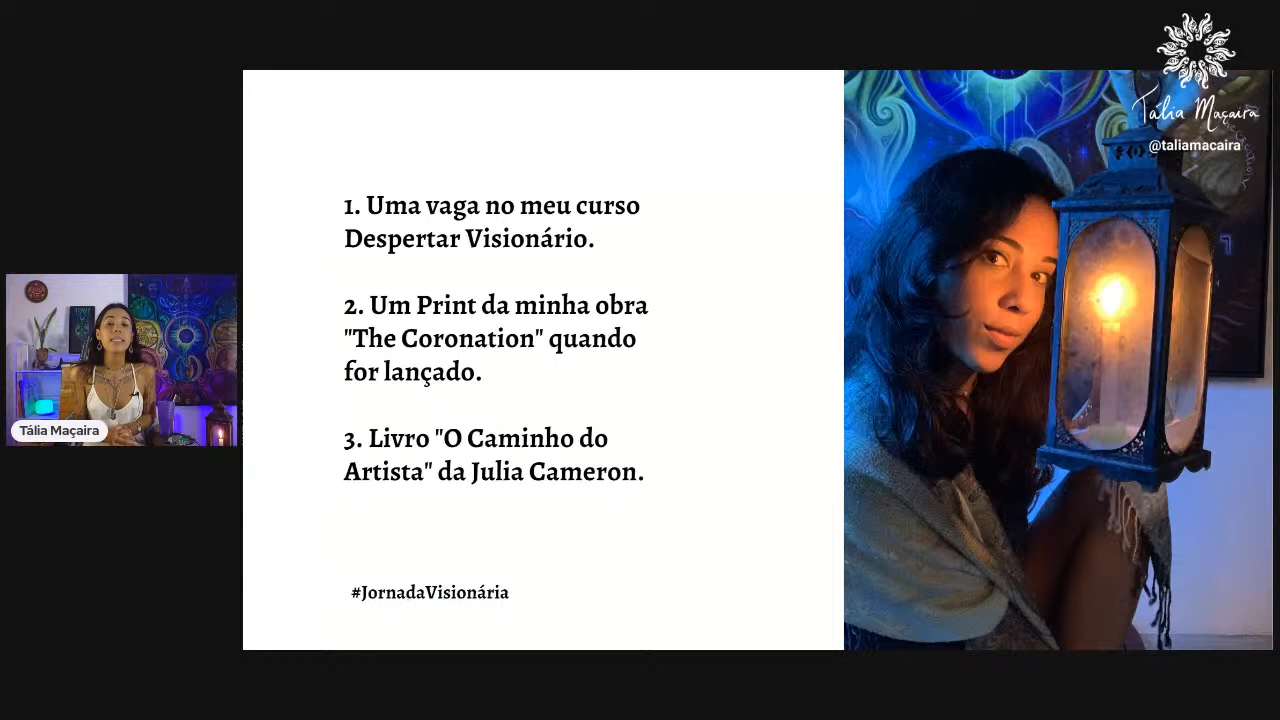 Tália Maçaira
@taliamacaira
1. Uma vaga no meu curso
Despertar Visionário.
2. Um Print da minha obra
"The Coronation" quando
for lançado.
3. Livro "O Caminho do
Artista" da Julia Cameron.
#JornadaVisionária
Tália Maçaira